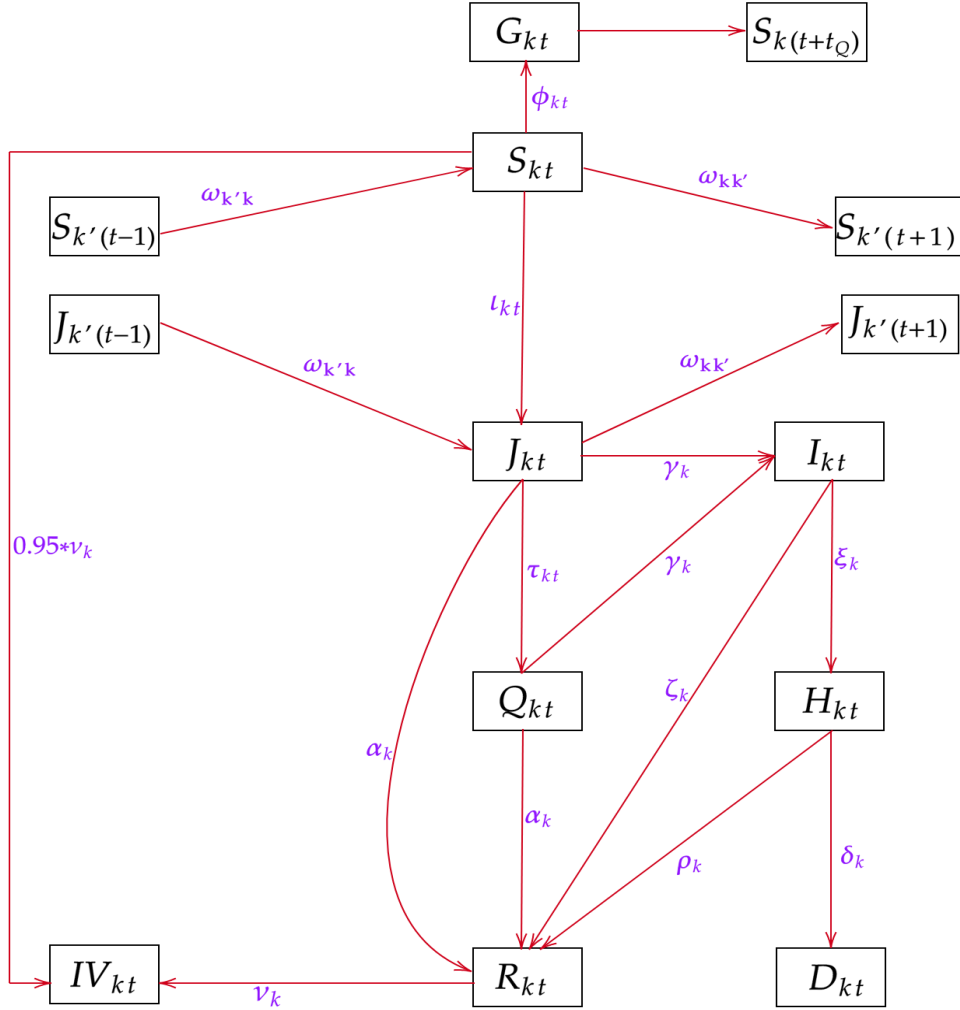 G_{kt}
S_{k(t+t_Q)}
ϕ_{kt}
S_{kt}
ω_{k'k}
ω_{kk'}
S_{k'(t−1)}
S_{k'(t+1)}
ι_{kt}
J_{k'(t−1)}
J_{k'(t+1)}
ω_{k'k}
ω_{kk'}
J_{kt}
γ_k
I_{kt}
0.95*ν_k
τ_{kt}
γ_k
ξ_k
Q_{kt}
ζ_k
H_{kt}
α_k
α_k
ρ_k
δ_k
IV_{kt}
ν_k
R_{kt}
D_{kt}